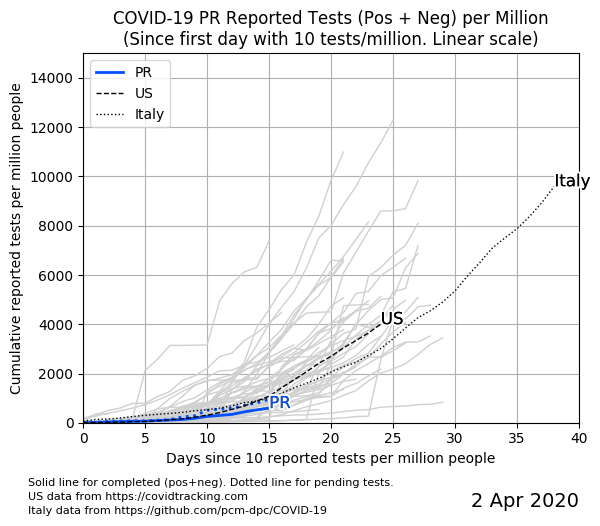 COVID-19 PR Reported Tests (Pos + Neg) per Million
(Since first day with 10 tests/million. Linear scale)
Cumulative reported tests per million people
14000
12000
10000
8000
6000
4000
2000
0
PR
US
Italy
Italy
US
PR
0 5 10 15 20 25 30 35 40
Days since 10 reported tests per million people
Solid line for completed (pos+neg). Dotted line for pending tests.
US data from https://covidtracking.com
Italy data from https://github.com/pcm-dpc/COVID-19
2 Apr 2020